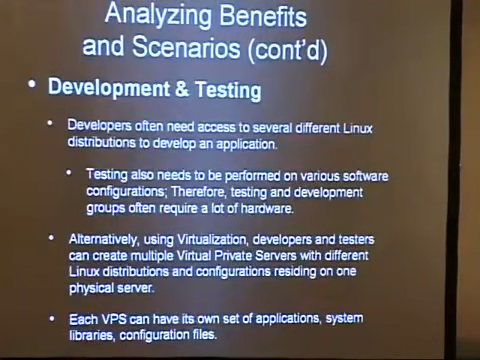 Analyzing Benefits
and Scenarios (cont'd)
• Development & Testing
• Developers often need access to several different Linux
distributions to develop an application.
• Testing also needs to be performed on various software
configurations; Therefore, testing and development
groups often require a lot of hardware.
• Alternatively, using Virtualization, developers and testers
can create multiple Virtual Private Servers with different
Linux distributions and configurations residing on one
physical server.
• Each VPS can have its own set of applications, system
libraries, configuration files.